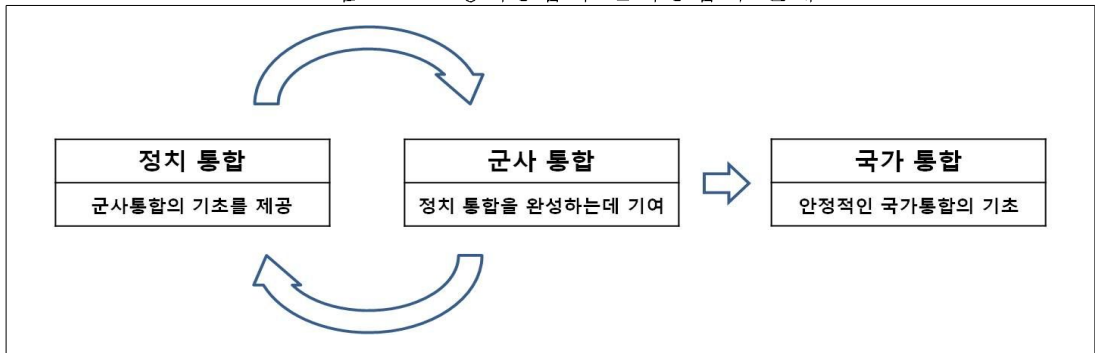 정치 통합
군사통합의 기초를 제공
군사 통합
정치 통합을 완성하는데 기여
국가 통합
안정적인 국가통합의 기초